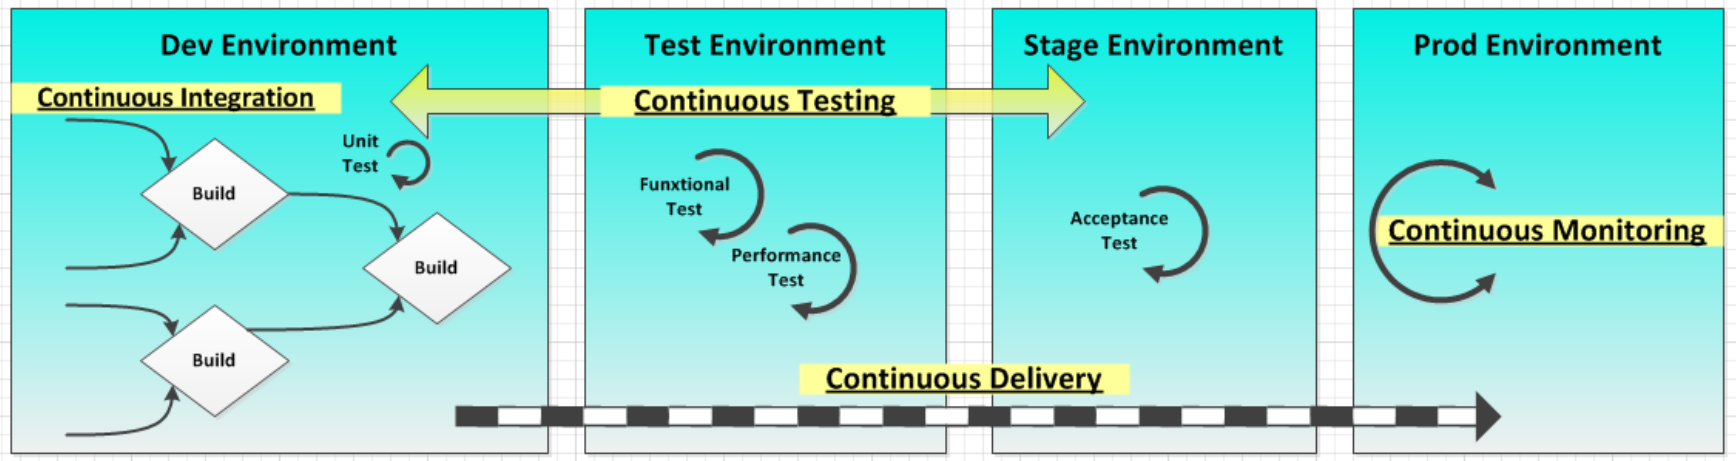 Dev Environment
Continuous Integration
Unit
Test
Build
Build
Build
Test Environment
Continuous Testing
Funxtional
Test
Performance
Test
Stage Environment
Acceptance
Test
Continuous Delivery
Prod Environment
Continuous Monitoring